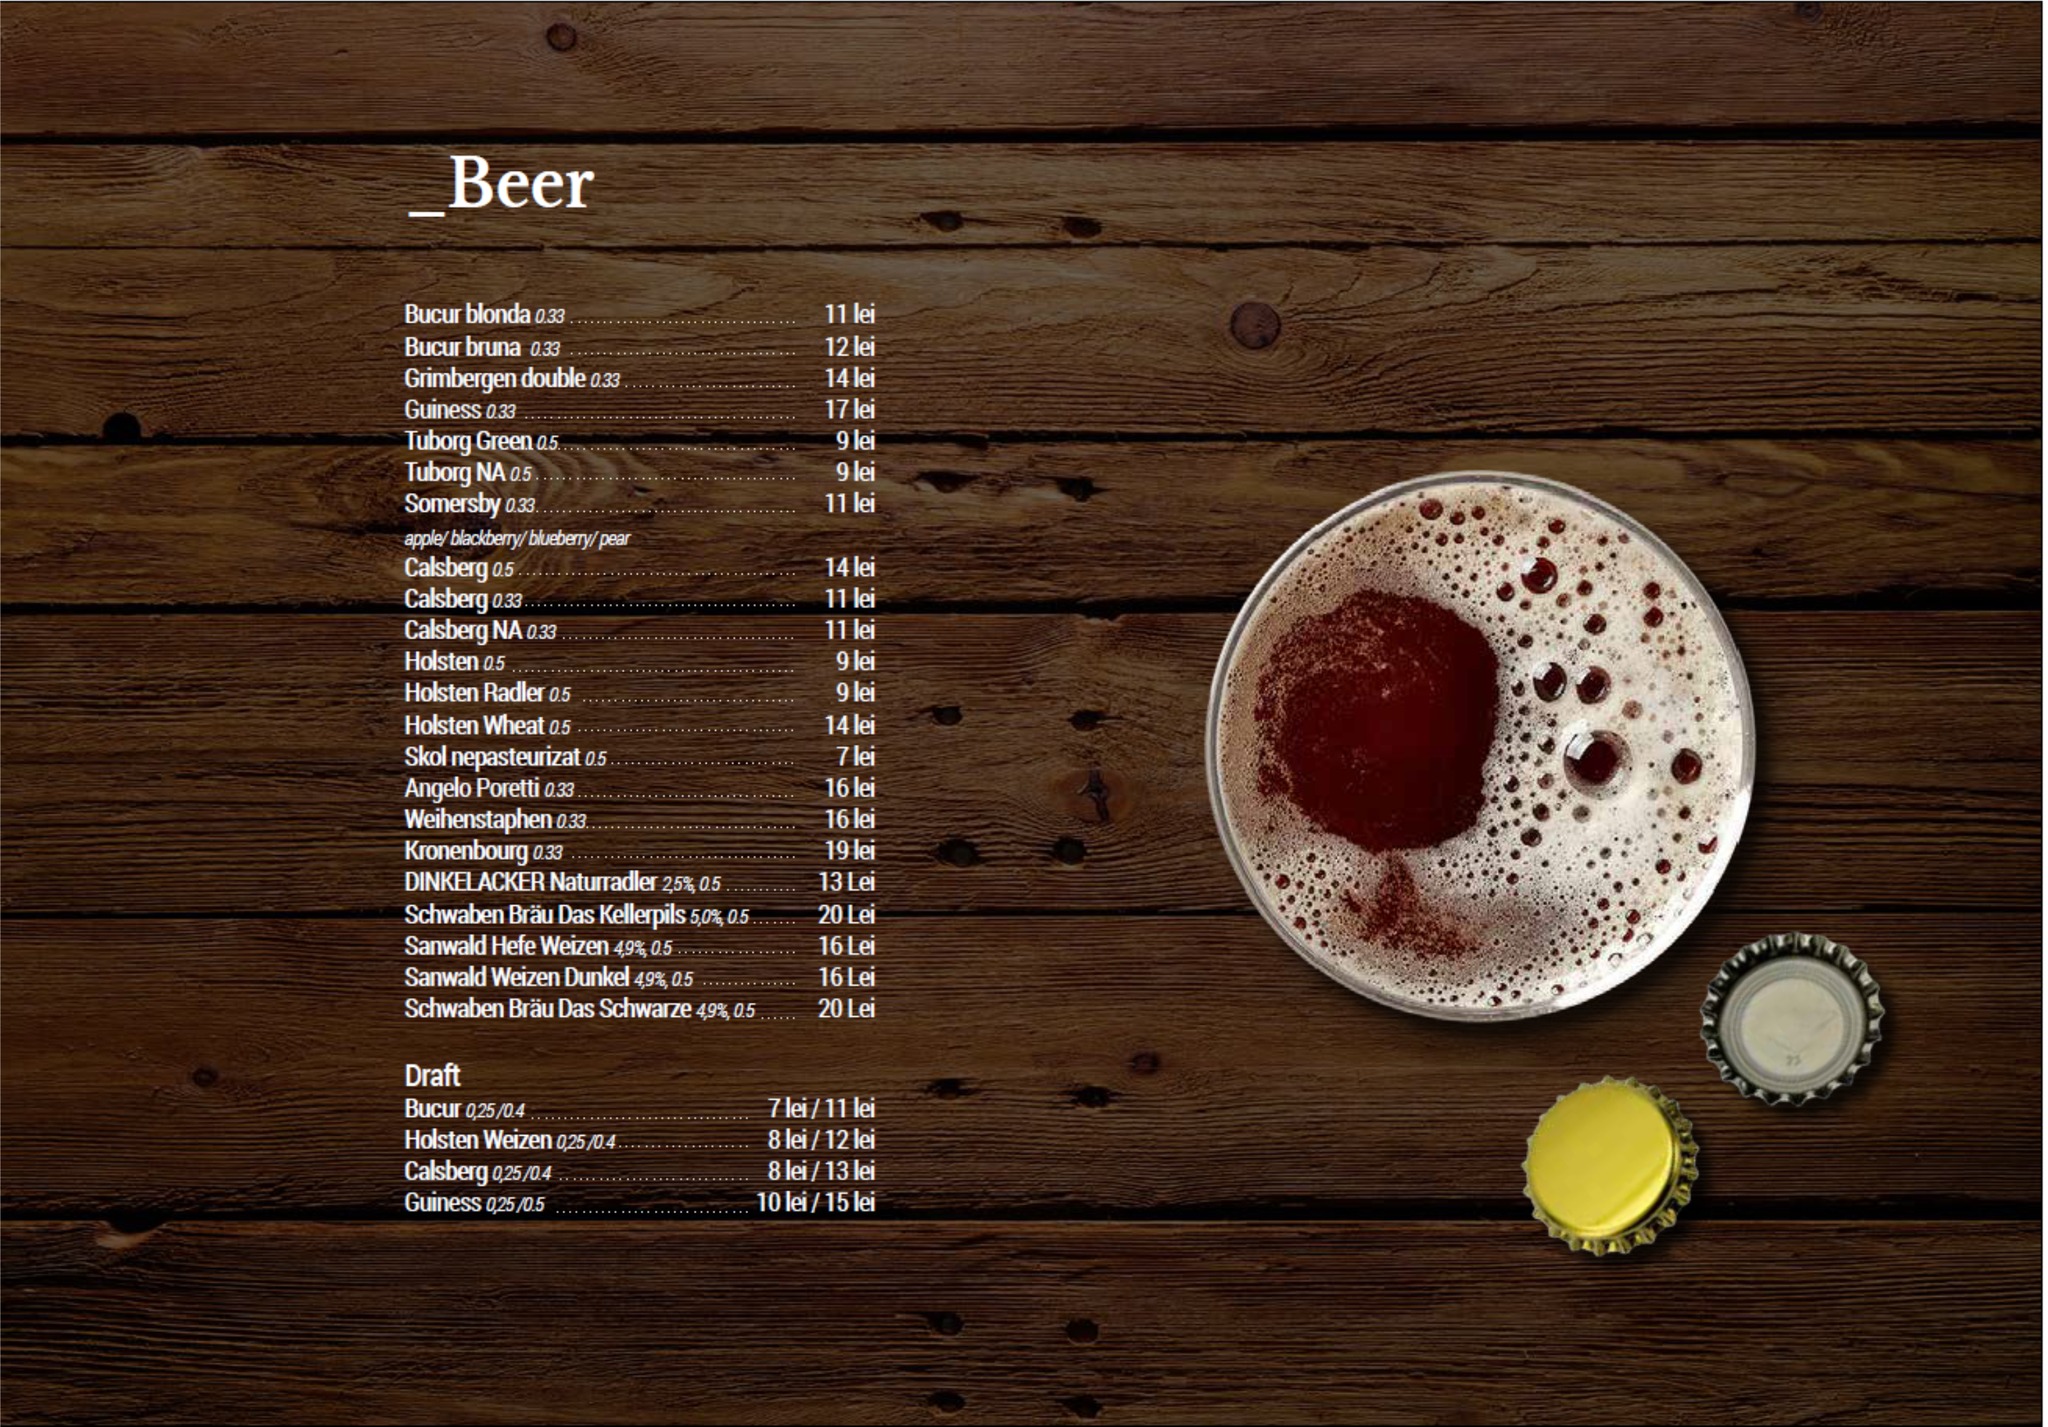 _Beer
Bucur blonda 0.33 11 lei
Bucur bruna 0.33 12 lei
Grimbergen double 0.33 14 lei
Guiness 0.33 17 lei
Tuborg Green 0.5 9 lei
Tuborg NA 0.5 9 lei
Somersby 0.33 11 lei
apple/ blackberry/ blueberry/ pear
Calsberg 0.5 14 lei
Calsberg 0.33 11 lei
Calsberg NA 0.33 11 lei
Holsten 0.5 9 lei
Holsten Radler 0.5 9 lei
Holsten Wheat 0.5 14 lei
Skol nepasteurizat 0.5 7 lei
Angelo Poretti 0.33 16 lei
Weihenstaphen 0.33 16 lei
Kronenbourg 0.33 19 lei
DINKELACKER Naturradler 2,5%, 0.5 13 Lei
Schwaben Bräu Das Kellerpils 5,0%, 0.5 20 Lei
Sanwald Hefe Weizen 4,9%, 0.5 16 Lei
Sanwald Weizen Dunkel 4,9%, 0.5 16 Lei
Schwaben Bräu Das Schwarze 4,9%, 0.5 20 Lei
Draft
Bucur 0,25 /0.4 7 lei / 11 lei
Holsten Weizen 0,25 /0.4 8 lei / 12 lei
Calsberg 0,25 /0.4 8 lei / 13 lei
Guiness 0,25 /0.5 10 lei / 15 lei